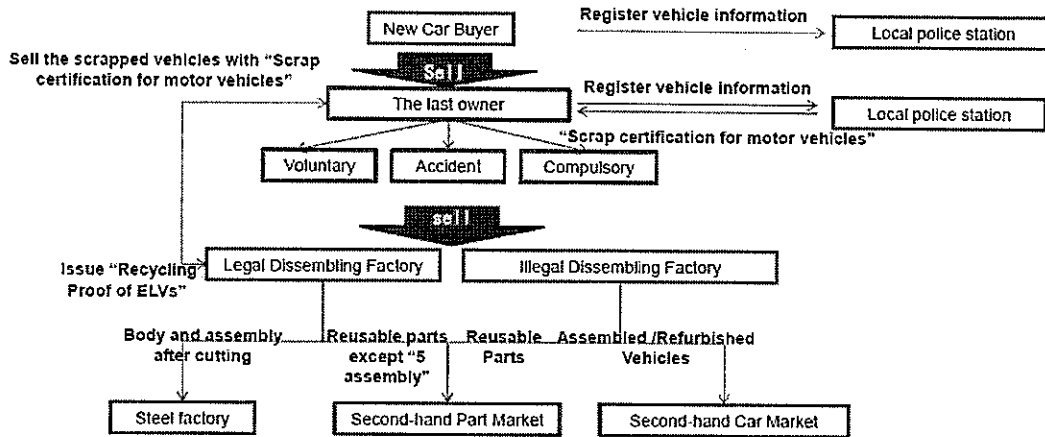 New Car Buyer
Register vehicle information
Local police station
Sell the scrapped vehicles with “Scrap
certification for motor vehicles”
Sell
The last owner
Register vehicle information
Local police station
“Scrap certification for motor vehicles”
Voluntary
Accident
Compulsory
sell
Legal Dissembling Factory
Illegal Dissembling Factory
Issue “Recycling
Proof of ELVs”
Body and assembly
after cutting
Reusable parts
except “5
assembly”
Reusable
Parts
Assembled /Refurbished
Vehicles
Steel factory
Second-hand Part Market
Second-hand Car Market